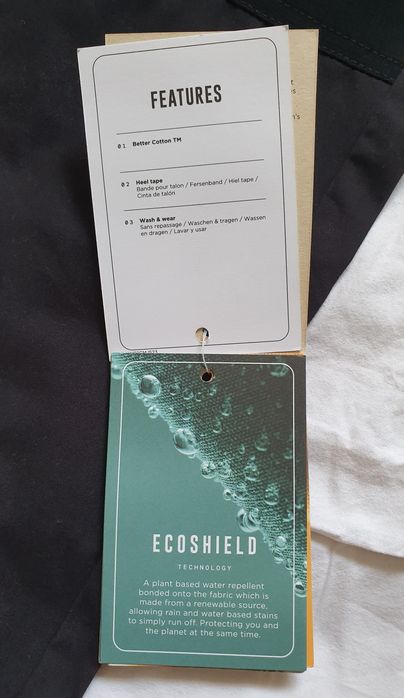 FEATURES
01 Better Cotton TM
02 Heel tape
Bande pour talon / Fersenband / Hiel tape /
Cinta de talón
03 Wash & wear
Sans repassage / Waschen & tragen / Wassen
en dragen / Lavar y usar
ECOSHIELD
TECHNOLOGY
A plant based water repellent
bonded onto the fabric which is
made from a renewable source,
allowing rain and water based stains
to simply run off. Protecting you and
the planet at the same time.